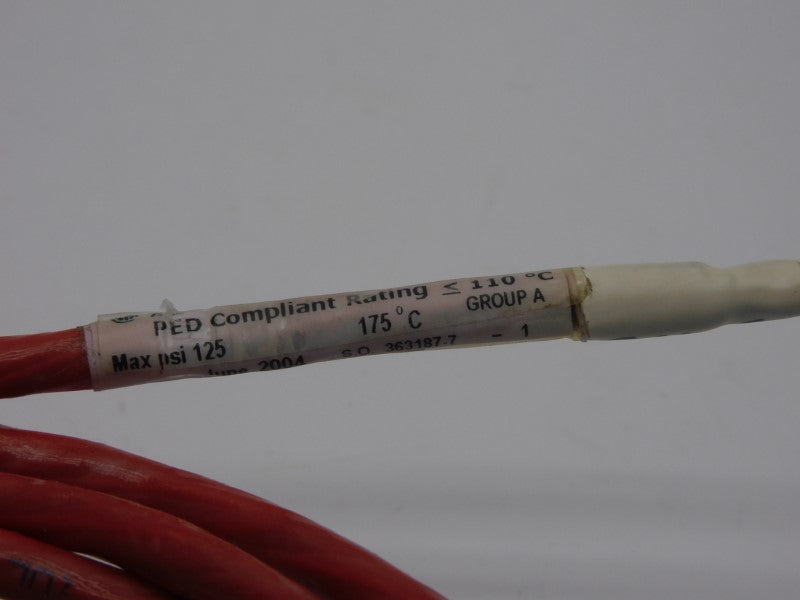 PED Compliant Rating ≤ 110 °C
Max psi 125 175 °C GROUP A
June 2004 S.O. 363187-7 - 1